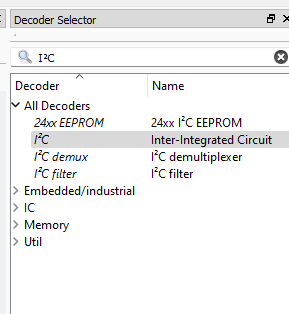 Decoder Selector
I²C
Decoder Name
All Decoders
24xx EEPROM 24xx I²C EEPROM
I²C Inter-Integrated Circuit
I²C demux I²C demultiplexer
I²C filter I²C filter
Embedded/industrial
IC
Memory
Util